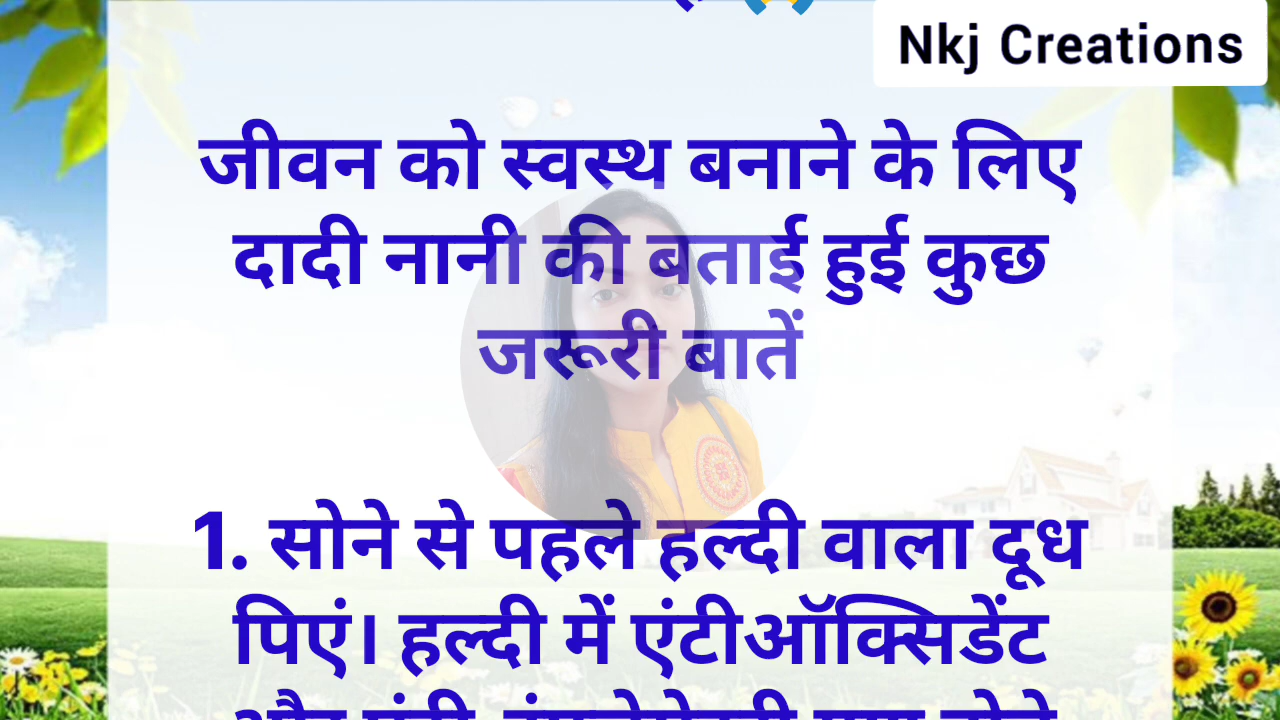 Nkj Creations
जीवन को स्वस्थ बनाने के लिए
दादी नानी की बताई हुई कुछ
जरूरी बातें
1. सोने से पहले हल्दी वाला दूध
पिएं। हल्दी में एंटीऑक्सिडेंट